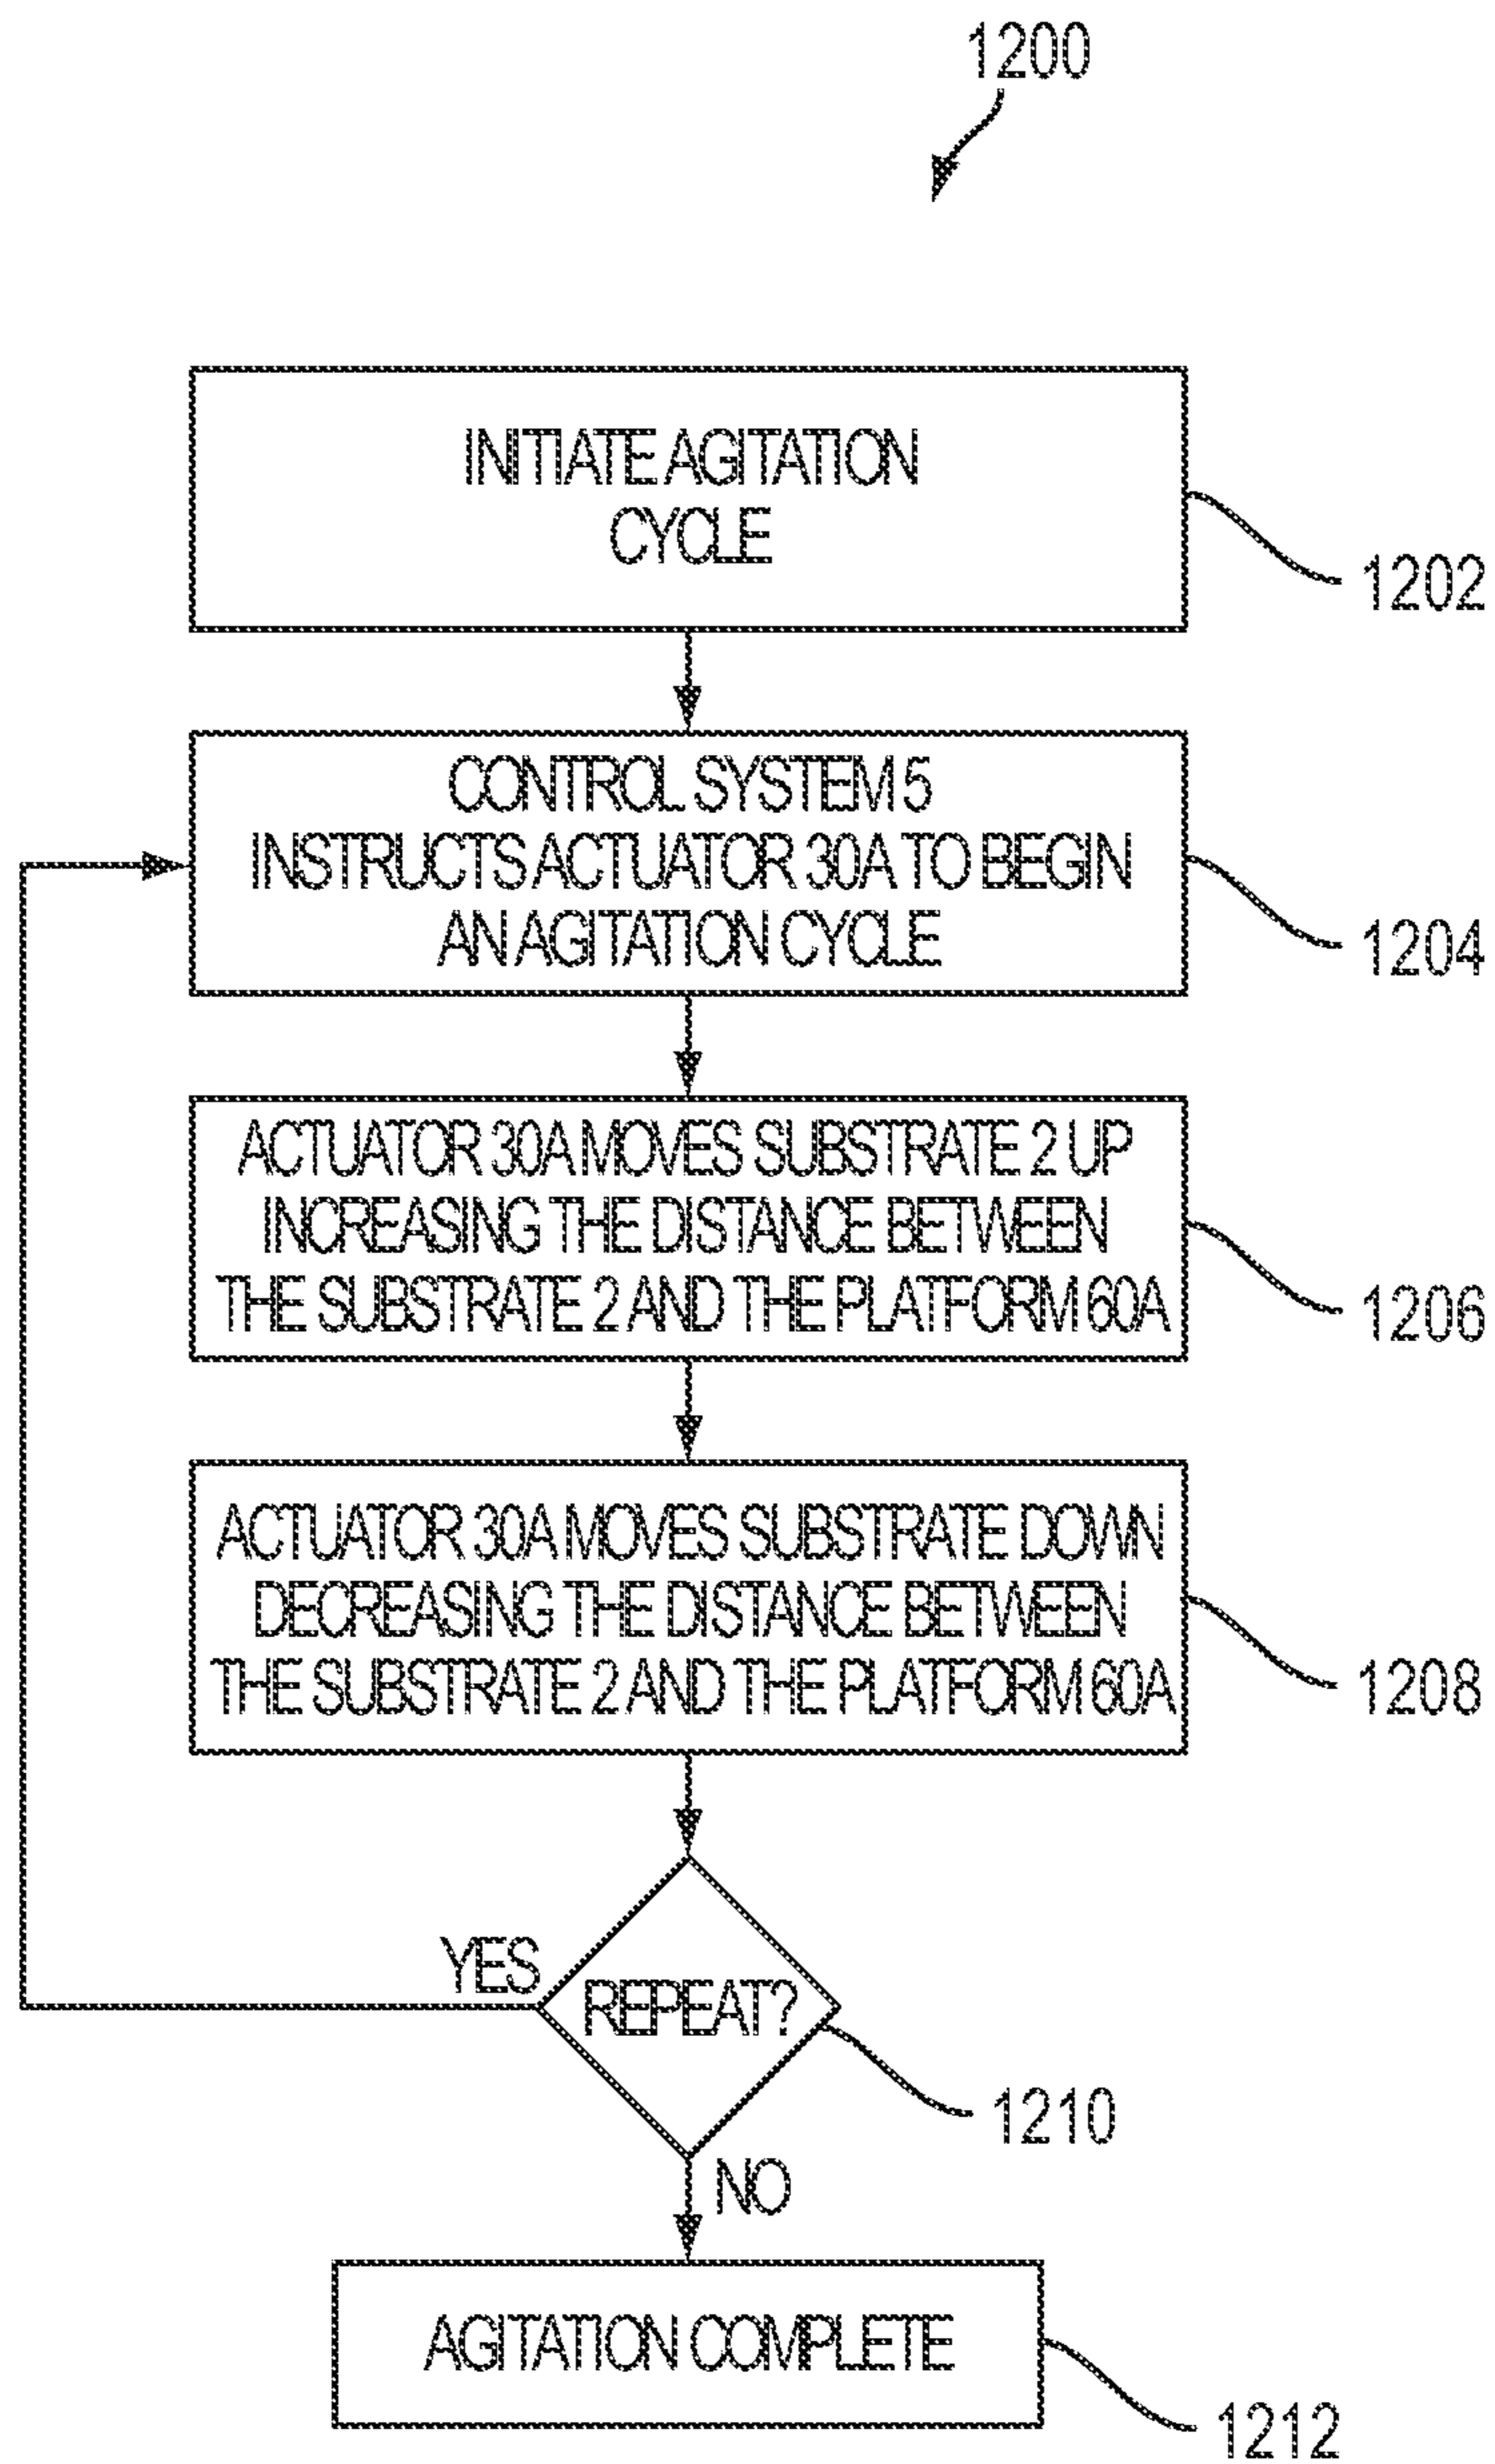 1200
INITIATE AGITATION
CYCLE
1202
CONTROL SYSTEM 5
INSTRUCTS ACTUATOR 30A TO BEGIN
AN AGITATION CYCLE
1204
ACTUATOR 30A MOVES SUBSTRATE 2 UP
INCREASING THE DISTANCE BETWEEN
THE SUBSTRATE 2 AND THE PLATFORM 60A
1206
ACTUATOR 30A MOVES SUBSTRATE DOWN
DECREASING THE DISTANCE BETWEEN
THE SUBSTRATE 2 AND THE PLATFORM 60A
1208
YES
REPEAT?
1210
NO
AGITATION COMPLETE
1212